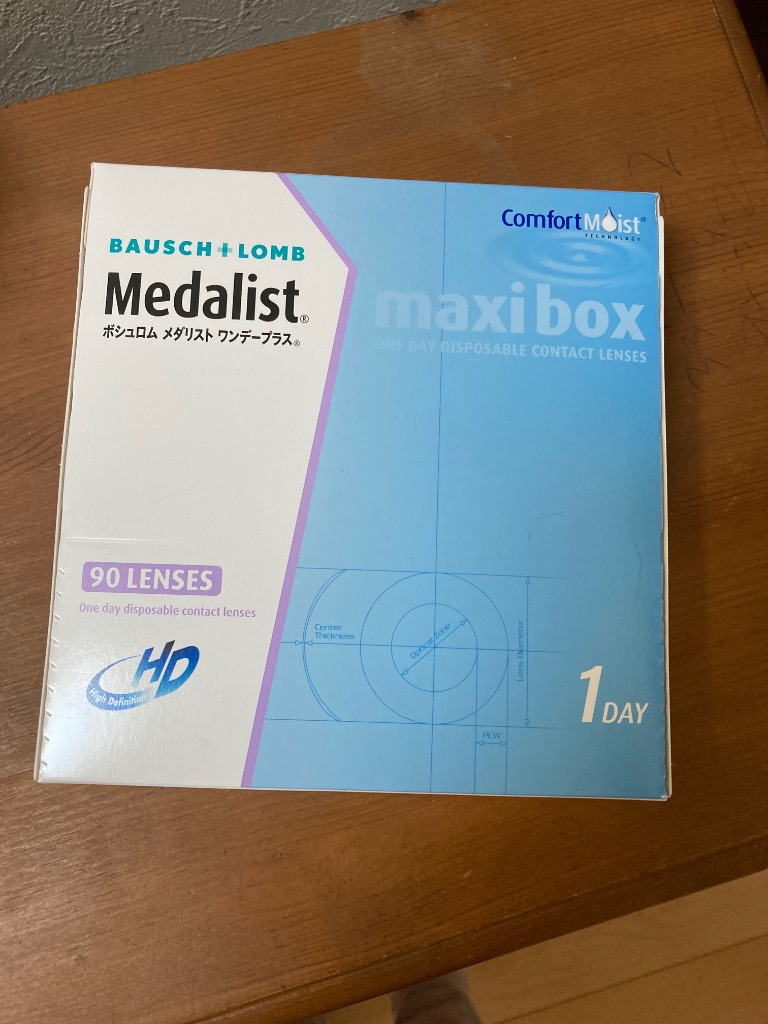 ComfortMoist®
TECHNOLOGY
BAUSCH+LOMB
Medalist®
ボシュロム メダリスト ワンデープラス®
maxi box
ONE DAY DISPOSABLE CONTACT LENSES
90 LENSES
One day disposable contact lenses
HD
High Definition
Center
Thickness
Optical Zone
Lens Diameter
PCW
1 DAY